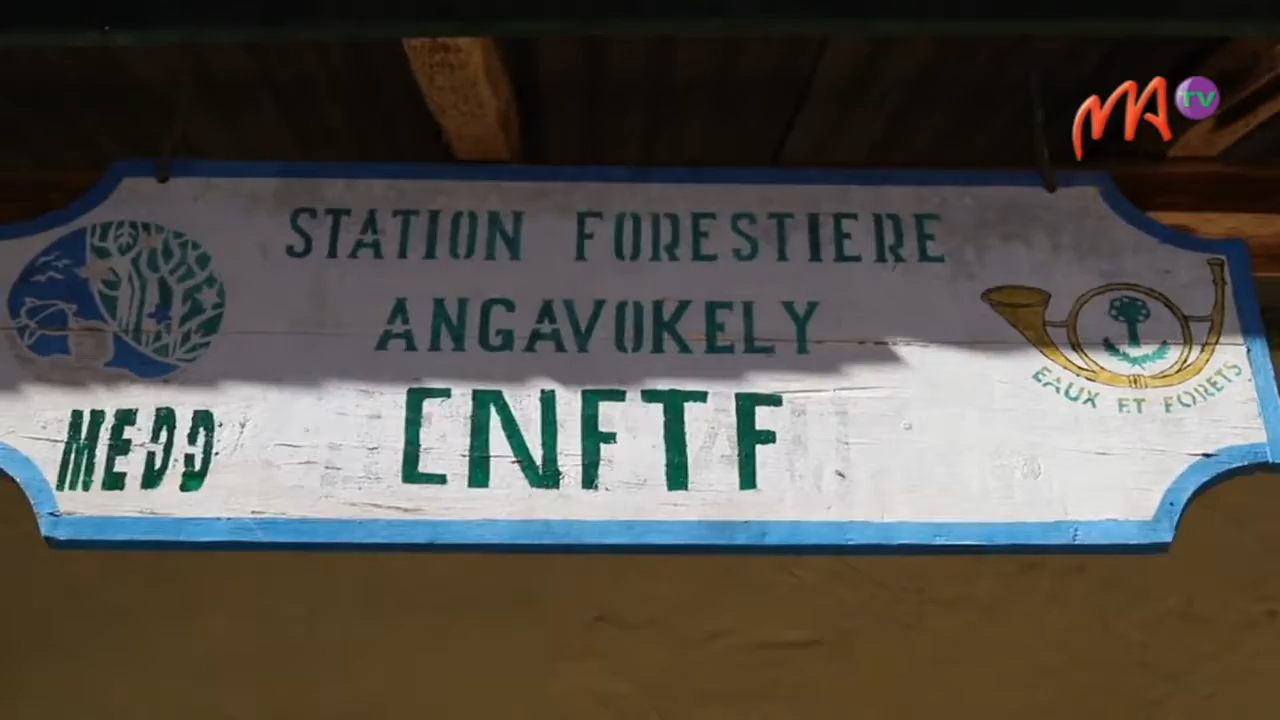 MA TV
STATION FORESTIERE
ANGAVOKELY
CNFTF
MEDD
EAUX ET FORETS